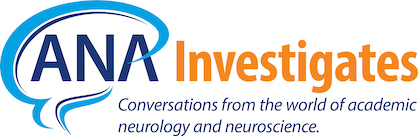 ANA Investigates
Conversations from the world of academic
neurology and neuroscience.